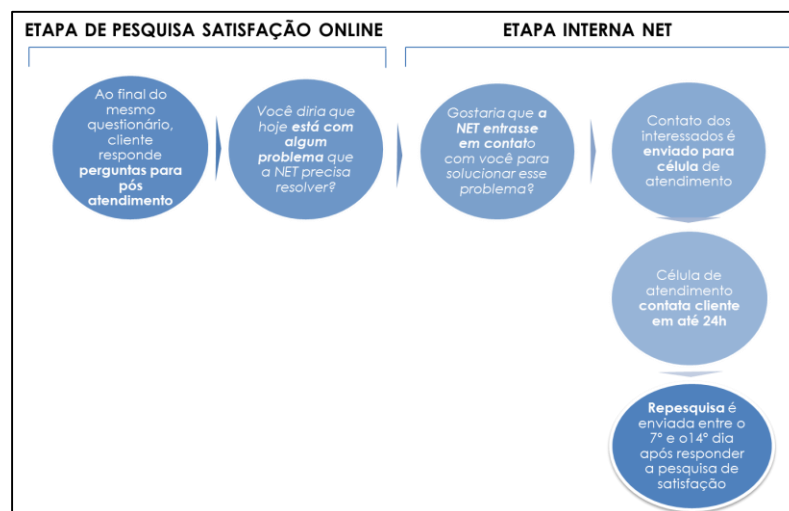 ETAPA DE PESQUISA SATISFAÇÃO ONLINE
ETAPA INTERNA NET
Ao final do
mesmo
questionário,
cliente
responde
perguntas para
pós
atendimento
Você diria que
hoje está com
algum
problema que
a NET precisa
resolver?
Gostaria que a
NET entrasse
em contato
com você para
solucionar esse
problema?
Contato dos
interessados é
enviado para
célula de
atendimento
Célula de
atendimento
contata cliente
em até 24h
Repesquisa é
enviada entre o
7º e o14º dia
após responder
a pesquisa de
satisfação